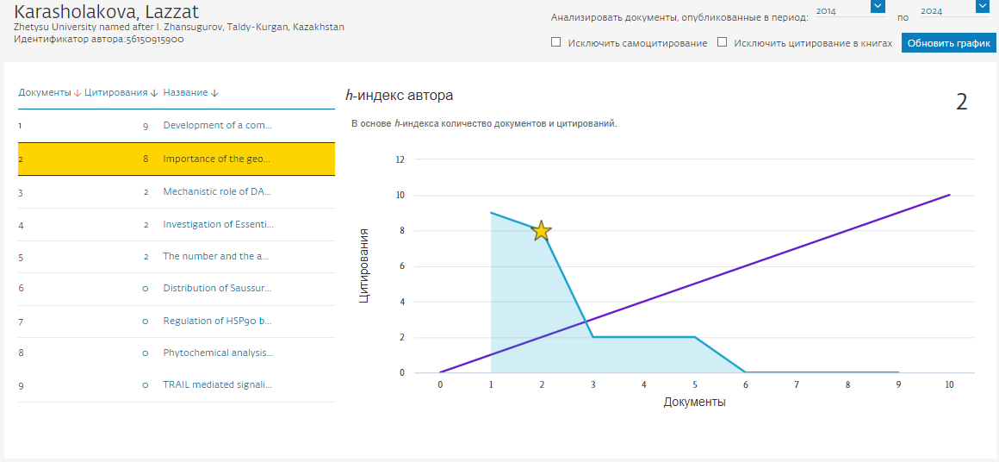 Karasholakova, Lazzat
Zhetysu University named after I. Zhansugurov, Taldy-Kurgan, Kazakhstan
Идентификатор автора:56150915900
Анализировать документы, опубликованные в период: 2014 по 2024
Исключить самоцитирование Исключить цитирование в книгах Обновить график
Документы Цитирования Название
1 9 Development of a com...
2 8 Importance of the geo...
3 2 Mechanistic role of DA...
4 2 Investigation of Essenti...
5 2 The number and the a...
6 0 Distribution of Saussur...
7 0 Regulation of HSP90 b...
8 0 Phytochemical analysis...
9 0 TRAIL mediated signali...
h-индекс автора 2
В основе h-индекса количество документов и цитирований.
Цитирования
12
10
8
6
4
2
0
0 1 2 3 4 5 6 7 8 9 10
Документы